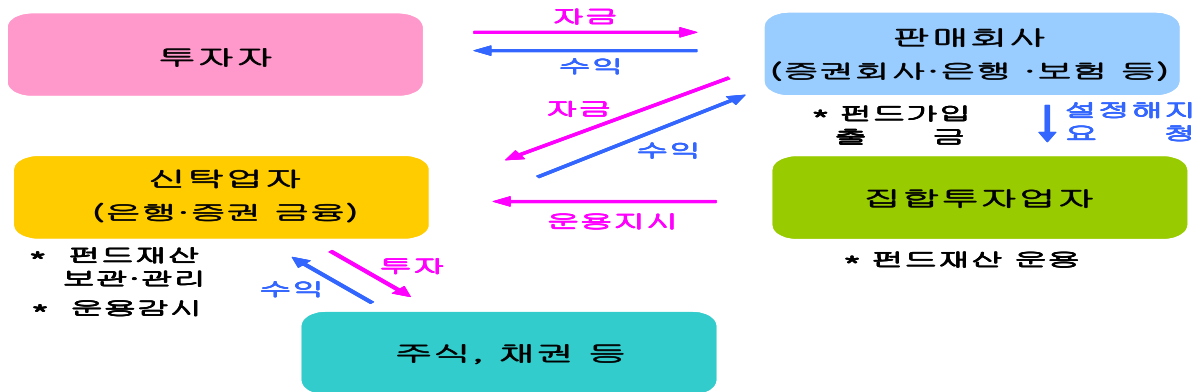 투자자
자금
수익
판매회사
(증권회사·은행 ·보험 등)
자금
수익
* 펀드가입
출 금
설정해지
요 청
신탁업자
(은행·증권 금융)
운용지시
집합투자업자
* 펀드재산
보관·관리
* 운용감시
수익
투자
* 펀드재산 운용
주식, 채권 등